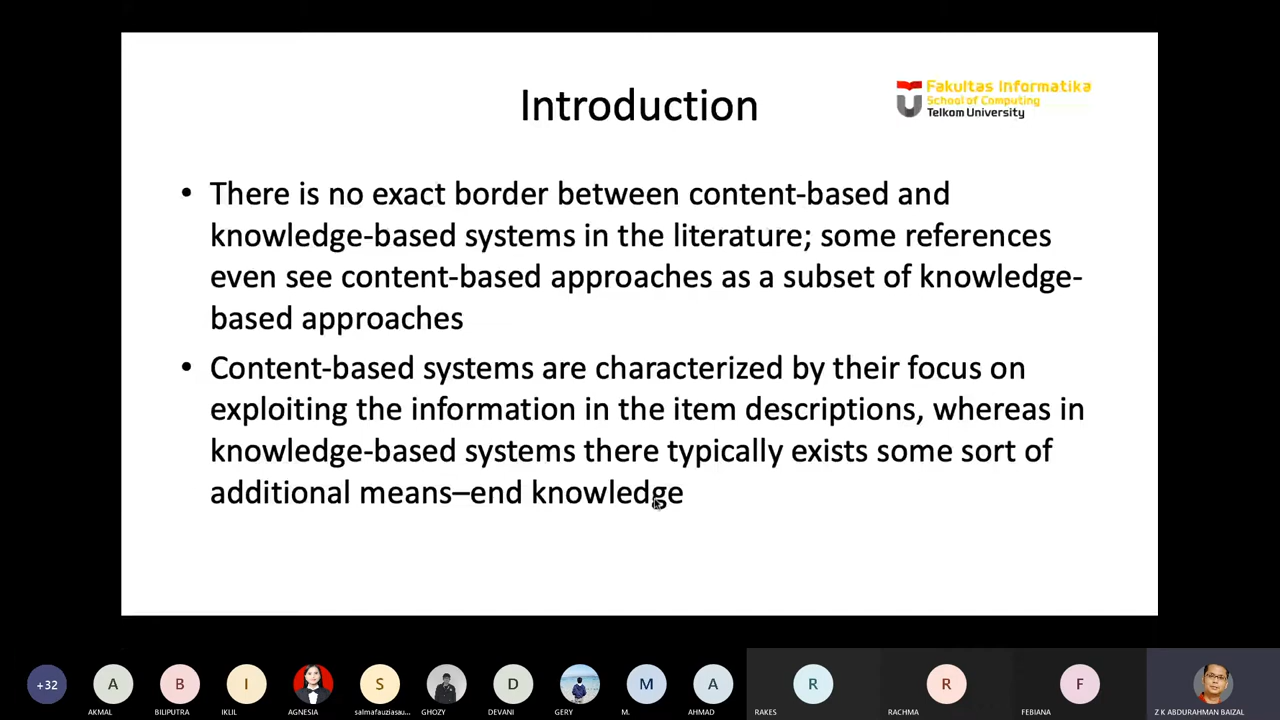 Introduction
Fakultas Informatika
School of Computing
Telkom University
• There is no exact border between content-based and
knowledge-based systems in the literature; some references
even see content-based approaches as a subset of knowledge-
based approaches
• Content-based systems are characterized by their focus on
exploiting the information in the item descriptions, whereas in
knowledge-based systems there typically exists some sort of
additional means–end knowledge
+32 A B I S D M A R R F
AKMAL BILIPUTRA IKLIL AGNESIA salmafauziasau... GHOZY DEVANI GERY M. AHMAD RAKES RACHMA FEBIANA Z K ABDURAHMAN BAIZAL